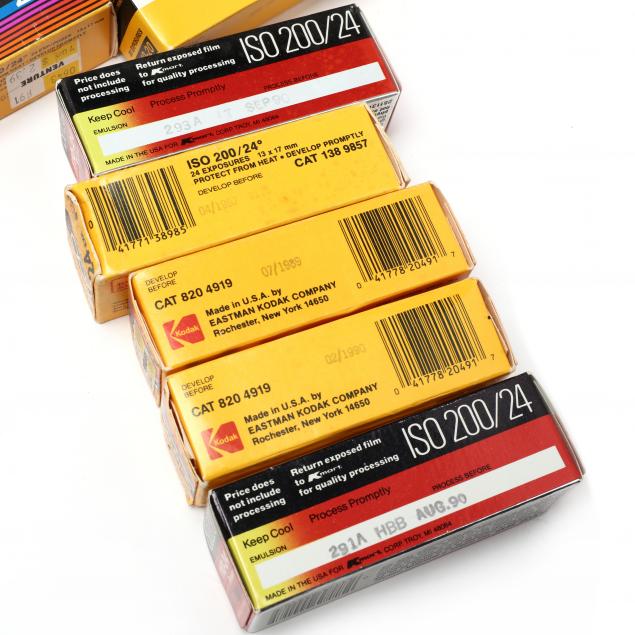 VENTURE
Price does
not include
processing
Return exposed film
to Kmart
for quality processing
ISO 200/24
Keep Cool
Process Promptly
PROCESS BEFORE
EMULSION
293A IT SEP90
MADE IN THE USA FOR Kmart CORP. TROY, MI 48084
0
41771 38985
ISO 200/24°
24 EXPOSURES 13 x 17 mm
PROTECT FROM HEAT • DEVELOP PROMPTLY
DEVELOP BEFORE
CAT 138 9857
04/1987
DEVELOP
BEFORE
07/1989
CAT 820 4919
Kodak
Made in U.S.A. by
EASTMAN KODAK COMPANY
Rochester, New York 14650
0 41778 20491 7
DEVELOP
BEFORE
02/1990
CAT 820 4919
Kodak
Made in U.S.A. by
EASTMAN KODAK COMPANY
Rochester, New York 14650
0 41778 20491 7
Price does
not include
processing
Return exposed film
to Kmart
for quality processing
ISO 200/24
Keep Cool
Process Promptly
PROCESS BEFORE
EMULSION
291A HBB AUG.90
MADE IN THE USA FOR Kmart CORP. TROY, MI 48084